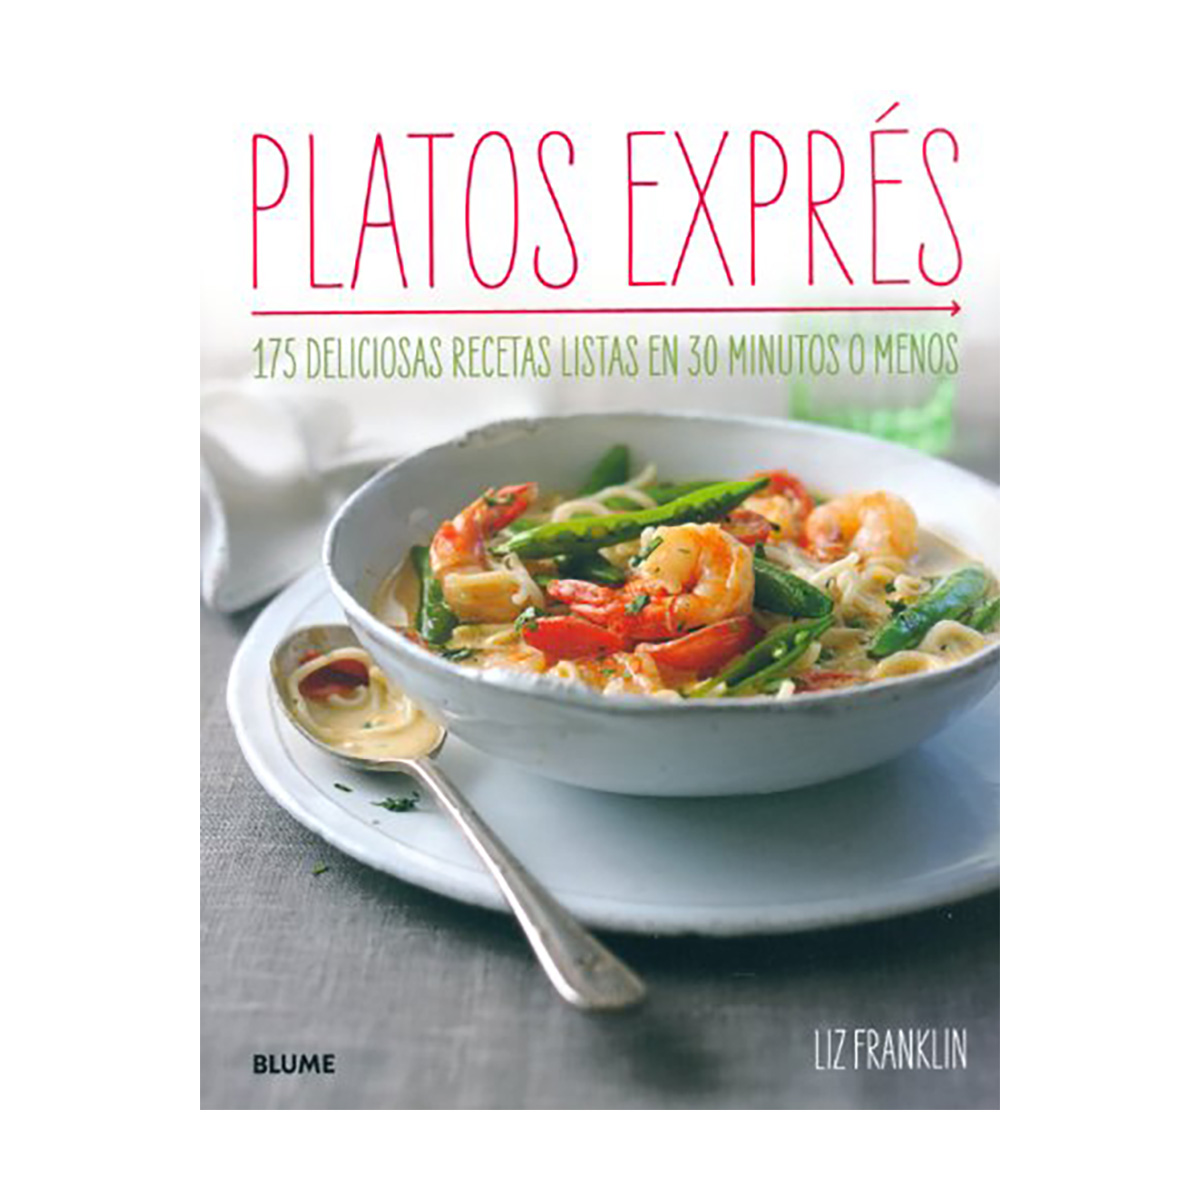 PLATOS EXPRÉS
175 DELICIOSAS RECETAS LISTAS EN 30 MINUTOS O MENOS
LIZ FRANKLIN
BLUME